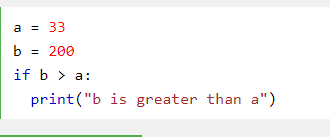 a = 33
b = 200
if b > a:
  print("b is greater than a")